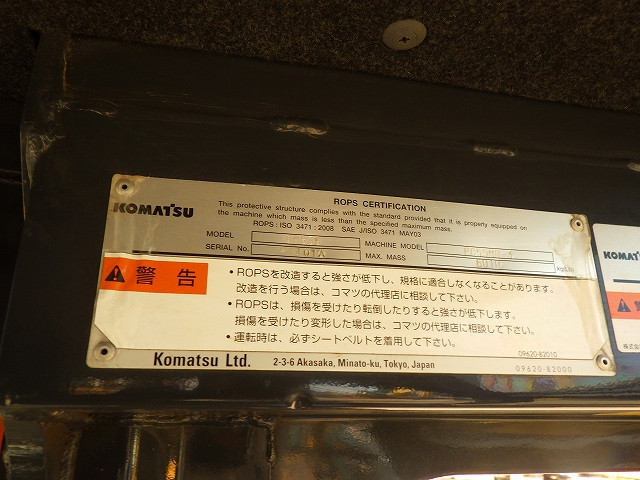 ROPS CERTIFICATION
KOMATSU
This protective structure complies with the standard provided that it is properly equipped on
the machine which mass is less than the specified maximum mass.
ROPS : ISO 3471 : 2008 SAE J/ISO 3471 MAY03
MODEL
MACHINE MODEL
SERIAL No.
MAX. MASS
警告
・ROPSを改造すると強さが低下し、規格に適合しなくなることがあります。
改造を行う場合は、コマツの代理店に相談して下さい。
・ROPSは、損傷を受けたり転倒したりすると強さが低下します。
損傷を受けたり変形した場合は、コマツの代理店に相談して下さい。
・運転時は、必ずシートベルトを着用して下さい。
09620-B2010
Komatsu Ltd. 2-3-6 Akasaka, Minato-ku, Tokyo, Japan
09620-B2000